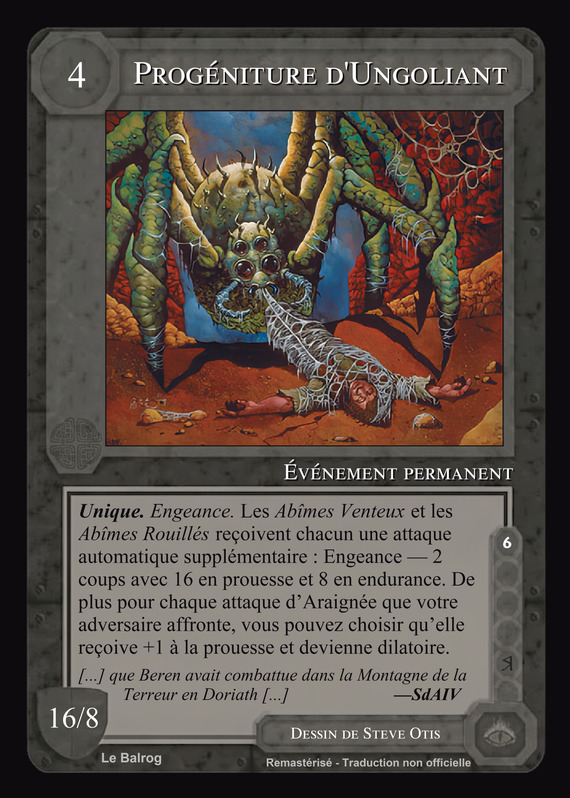 4
PROGÉNITURE D'UNGOLIANT
ÉVÉNEMENT PERMANENT
Unique. Engeance. Les Abîmes Venteux et les
Abîmes Rouillés reçoivent chacun une attaque
automatique supplémentaire : Engeance — 2
coups avec 16 en prouesse et 8 en endurance. De
plus pour chaque attaque d’Araignée que votre
adversaire affronte, vous pouvez choisir qu’elle
reçoive +1 à la prouesse et devienne dilatoire.
6
[...] que Beren avait combattue dans la Montagne de la
Terreur en Doriath [...] —SdAIV
16/8
DESSIN DE STEVE OTIS
Le Balrog
Remastérisé - Traduction non officielle